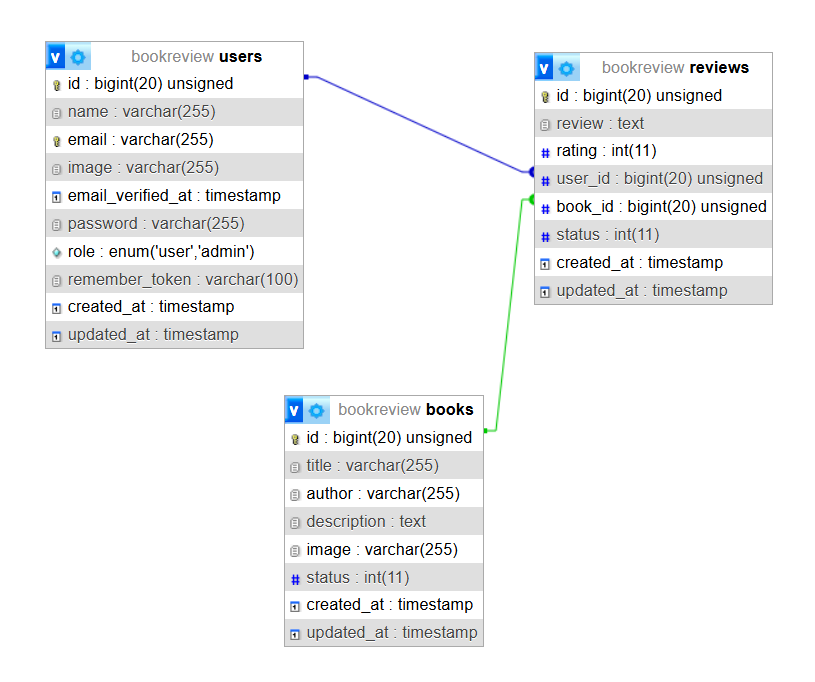 v bookreview users
id : bigint(20) unsigned
name : varchar(255)
email : varchar(255)
image : varchar(255)
email_verified_at : timestamp
password : varchar(255)
role : enum('user','admin')
remember_token : varchar(100)
created_at : timestamp
updated_at : timestamp
v bookreview reviews
id : bigint(20) unsigned
review : text
# rating : int(11)
# user_id : bigint(20) unsigned
# book_id : bigint(20) unsigned
# status : int(11)
created_at : timestamp
updated_at : timestamp
v bookreview books
id : bigint(20) unsigned
title : varchar(255)
author : varchar(255)
description : text
image : varchar(255)
# status : int(11)
created_at : timestamp
updated_at : timestamp